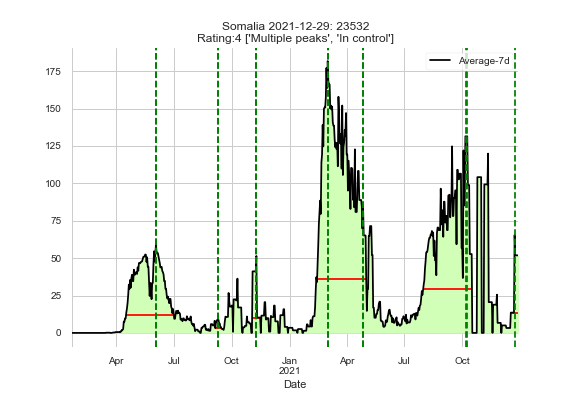 Somalia 2021-12-29: 23532
Rating:4 ['Multiple peaks', 'In control']
Average-7d
175
150
125
100
75
50
25
0
Apr Jul Oct Jan Apr Jul Oct
2021
Date